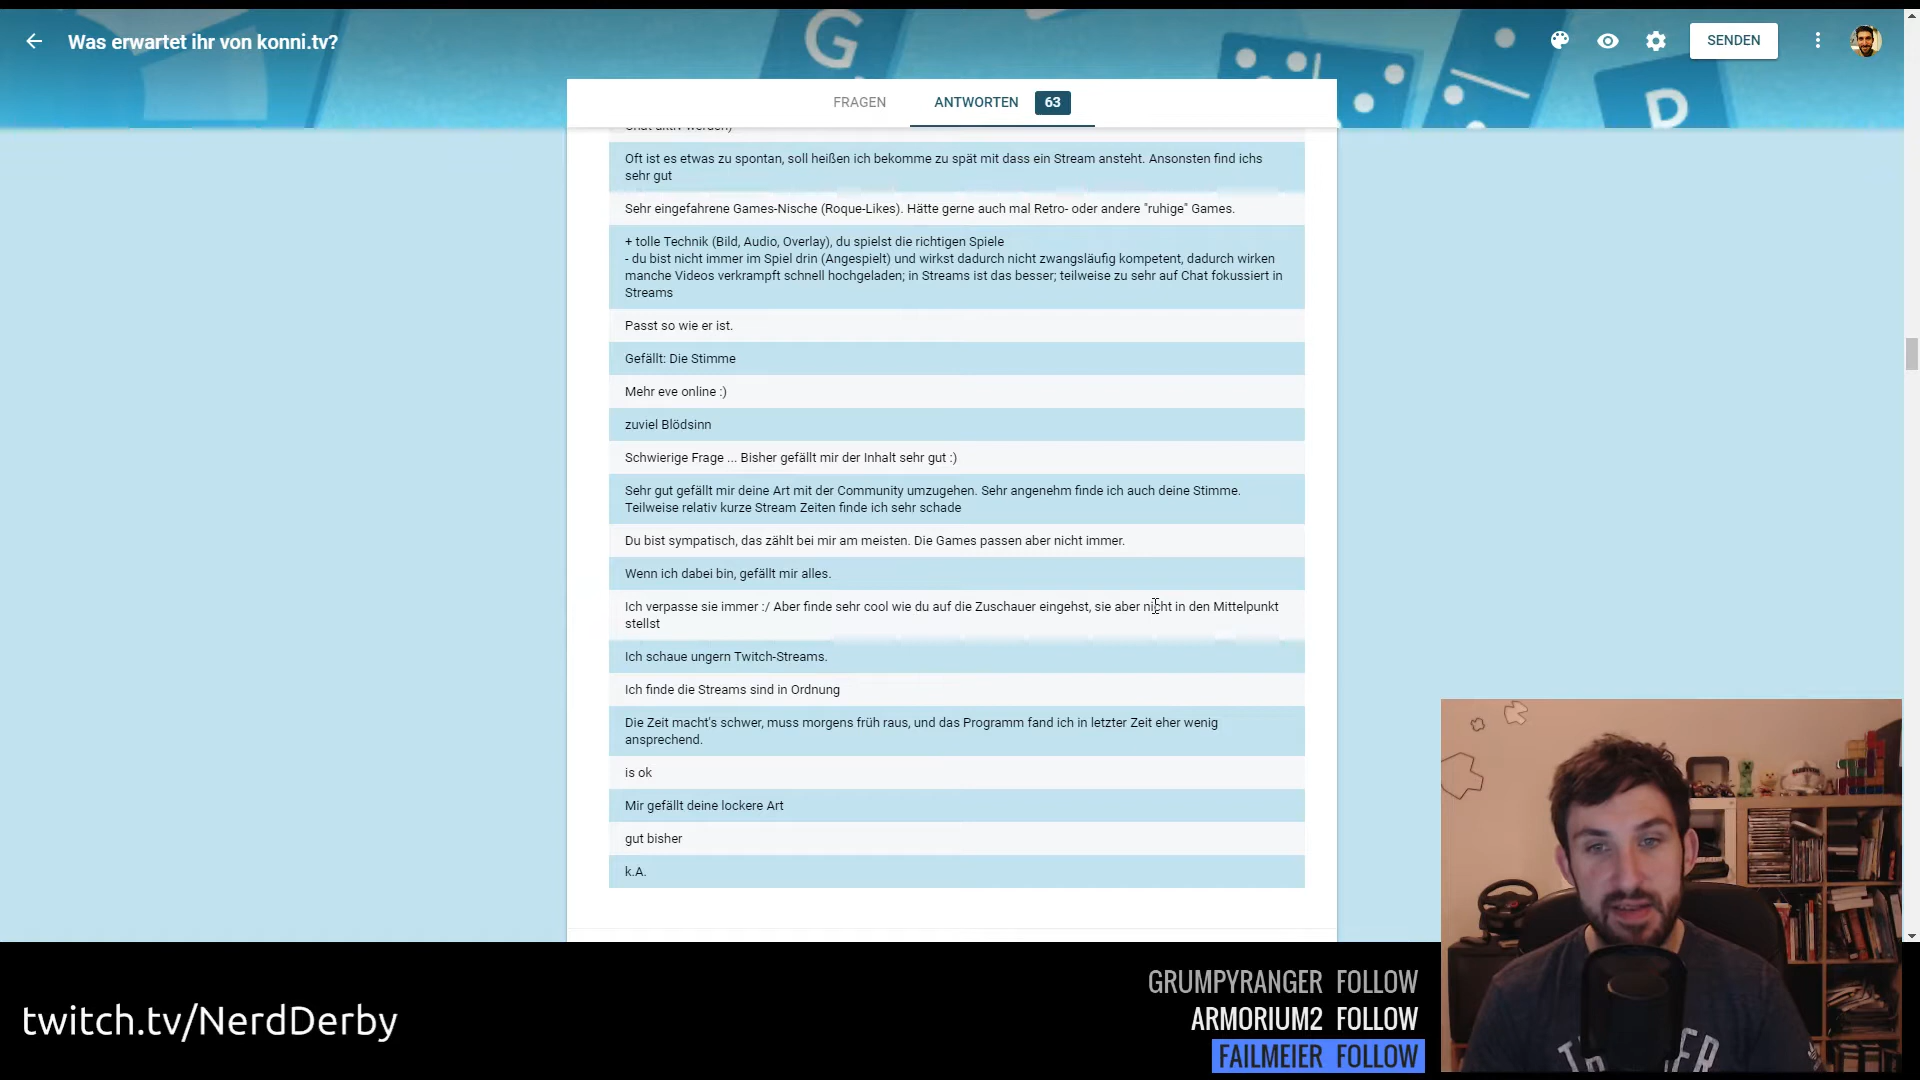 Was erwartet ihr von konni.tv?
SENDEN
G
D
FRAGEN
ANTWORTEN
63
Chat aktiv werden)
Oft ist es etwas zu spontan, soll heißen ich bekomme zu spät mit dass ein Stream ansteht. Ansonsten find ichs
sehr gut
Sehr eingefahrene Games-Nische (Roque-Likes). Hätte gerne auch mal Retro- oder andere "ruhige" Games.
+ tolle Technik (Bild, Audio, Overlay), du spielst die richtigen Spiele
- du bist nicht immer im Spiel drin (Angespielt) und wirkst dadurch nicht zwangsläufig kompetent, dadurch wirken
manche Videos verkrampft schnell hochgeladen; in Streams ist das besser; teilweise zu sehr auf Chat fokussiert in
Streams
Passt so wie er ist.
Gefällt: Die Stimme
Mehr eve online :)
zuviel Blödsinn
Schwierige Frage ... Bisher gefällt mir der Inhalt sehr gut :)
Sehr gut gefällt mir deine Art mit der Community umzugehen. Sehr angenehm finde ich auch deine Stimme.
Teilweise relativ kurze Stream Zeiten finde ich sehr schade
Du bist sympatisch, das zählt bei mir am meisten. Die Games passen aber nicht immer.
Wenn ich dabei bin, gefällt mir alles.
Ich verpasse sie immer :/ Aber finde sehr cool wie du auf die Zuschauer eingehst, sie aber nicht in den Mittelpunkt
stellst
Ich schaue ungern Twitch-Streams.
Ich finde die Streams sind in Ordnung
Die Zeit macht's schwer, muss morgens früh raus, und das Programm fand ich in letzter Zeit eher wenig
ansprechend.
is ok
Mir gefällt deine lockere Art
gut bisher
k.A.
twitch.tv/NerdDerby
GRUMPYRANGER FOLLOW
ARMORIUM2 FOLLOW
FAILMEIER FOLLOW